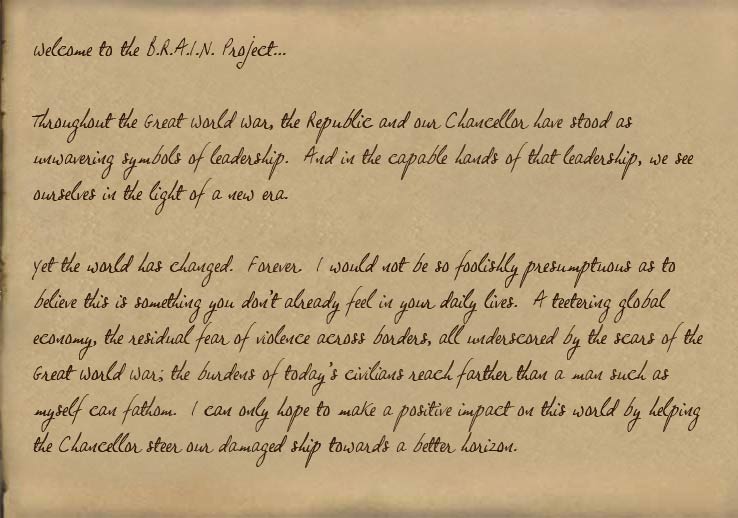 Welcome to the B.R.A.I.N. Project...
Throughout the Great World War, the Republic and our Chancellor have stood as
unwavering symbols of leadership. And in the capable hands of that leadership, we see
ourselves in the light of a new era.
Yet the world has changed. Forever. I would not be so foolishly presumptuous as to
believe this is something you don't already feel in your daily lives. A teetering global
economy, the residual fear of violence across borders, all underscored by the scars of the
Great World War; the burdens of today's civilians reach farther than a man such as
myself can fathom. I can only hope to make a positive impact on this world by helping
the Chancellor steer our damaged ship towards a better horizon.